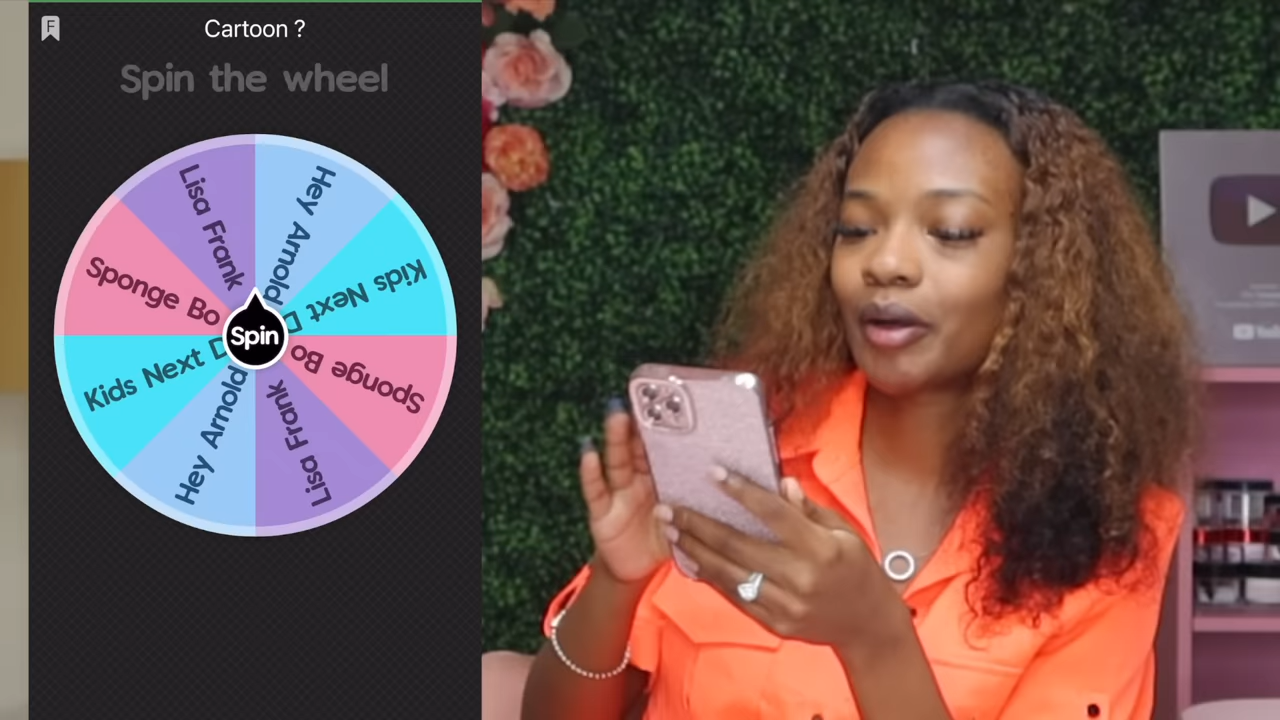 F
Cartoon ?
Spin the wheel
Lisa Frank
Hey Arnold
Sponge Bo
Kids Next D
Spin
Kids Next D
Sponge Bo
Hey Arnold
Lisa Frank